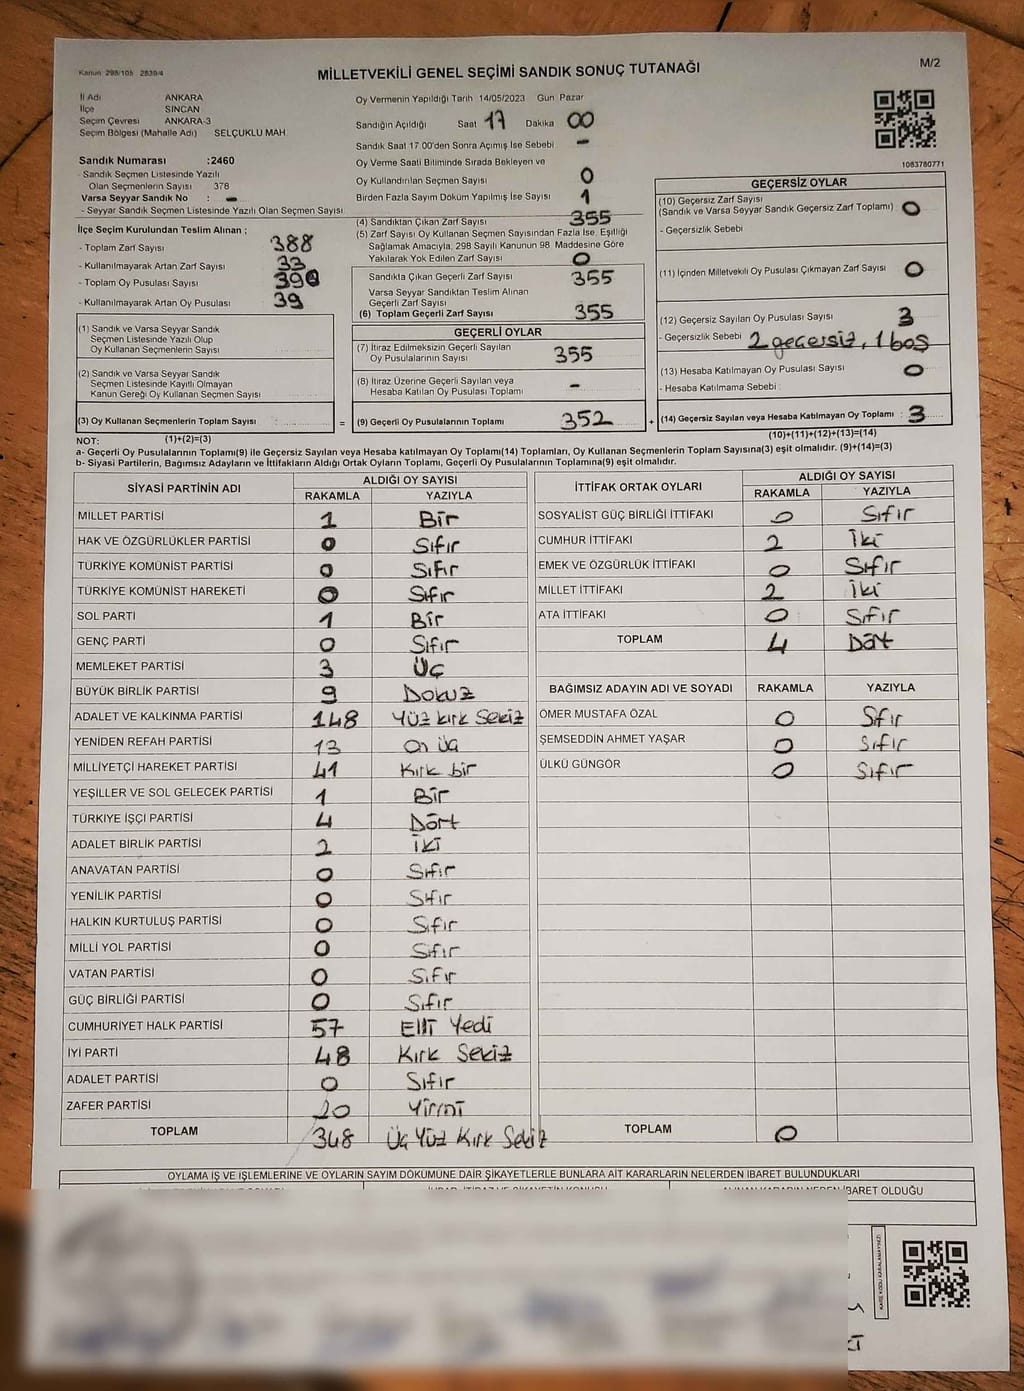 Kanun 298/105 2839/4
MİLLETVEKİLİ GENEL SEÇİMİ SANDIK SONUÇ TUTANAĞI
M/2
İl Adı ANKARA
İlçe SİNCAN
Seçim Çevresi ANKARA-3
Seçim Bölgesi (Mahalle Adı) SELÇUKLU MAH
Sandık Numarası :2460
- Sandık Seçmen Listesinde Yazılı
Olan Seçmenlerin Sayısı 378
Varsa Seyyar Sandık No : -
- Seyyar Sandık Seçmen Listesinde Yazılı Olan Seçmen Sayısı
İlçe Seçim Kurulundan Teslim Alınan ;
- Toplam Zarf Sayısı 388
- Kullanılmayarak Artan Zarf Sayısı 33
- Toplam Oy Pusulası Sayısı 390
- Kullanılmayarak Artan Oy Pusulası 39
(1) Sandık ve Varsa Seyyar Sandık
Seçmen Listesinde Yazılı Olup
Oy Kullanan Seçmenlerin Sayısı
(2) Sandık ve Varsa Seyyar Sandık
Seçmen Listesinde Kayıtlı Olmayan
Kanun Gereği Oy Kullanan Seçmen Sayısı
(3) Oy Kullanan Seçmenlerin Toplam Sayısı : =
(1)+(2)=(3)
Oy Vermenin Yapıldığı Tarih 14/05/2023 Gün Pazar
Sandığın Açıldığı Saat 17 Dakika 00
Sandık Saat 17 00'den Sonra Açımış İse Sebebi -
Oy Verme Saati Bitiminde Sırada Bekleyen ve
Oy Kullandırılan Seçmen Sayısı 0
Birden Fazla Sayım Döküm Yapılmış İse Sayısı 1
(4) Sandıktan Çıkan Zarf Sayısı 355
(5) Zarf Sayısı Oy Kullanan Seçmen Sayısından Fazla İse, Eşitliği
Sağlamak Amacıyla, 298 Sayılı Kanunun 98. Maddesine Göre
Yakılarak Yok Edilen Zarf Sayısı 0
Sandıkta Çıkan Geçerli Zarf Sayısı 355
Varsa Seyyar Sandıktan Teslim Alınan
Geçerli Zarf Sayısı
(6) Toplam Geçerli Zarf Sayısı 355
GEÇERLİ OYLAR
(7) İtiraz Edilmeksizin Geçerli Sayılan
Oy Pusulalarının Sayısı 355
(8) İtiraz Üzerine Geçerli Sayılan veya
Hesaba Katılan Oy Pusulası Toplamı -
(9) Geçerli Oy Pusulalarının Toplamı 352 +
1083780771
GEÇERSİZ OYLAR
(10) Geçersiz Zarf Sayısı
(Sandık ve Varsa Seyyar Sandık Geçersiz Zarf Toplamı) 0
- Geçersizlik Sebebi
(11) İçinden Milletvekili Oy Pusulası Çıkmayan Zarf Sayısı 0
(12) Geçersiz Sayılan Oy Pusulası Sayısı 3
- Geçersizlik Sebebi 2 geçersiz, 1 boş
(13) Hesaba Katılmayan Oy Pusulası Sayısı 0
- Hesaba Katılmama Sebebi
(14) Geçersiz Sayılan veya Hesaba Katılmayan Oy Toplamı : 3
(10)+(11)+(12)+(13)=(14)
NOT:
a- Geçerli Oy Pusulalarının Toplamı(9) ile Geçersiz Sayılan veya Hesaba katılmayan Oy Toplamı(14) Toplamları, Oy Kullanan Seçmenlerin Toplam Sayısına(3) eşit olmalıdır. (9)+(14)=(3)
b- Siyasi Partilerin, Bağımsız Adayların ve İttifakların Aldığı Ortak Oyların Toplamı, Geçerli Oy Pusulalarının Toplamına(9) eşit olmalıdır.
SİYASİ PARTİNİN ADI ALDIĞI OY SAYISI
RAKAMLA YAZIYLA
MİLLET PARTİSİ 1 Bir
HAK VE ÖZGÜRLÜKLER PARTİSİ 0 Sıfır
TÜRKİYE KOMÜNİST PARTİSİ 0 Sıfır
TÜRKİYE KOMÜNİST HAREKETİ 0 Sıfır
SOL PARTİ 1 Bir
GENÇ PARTİ 0 Sıfır
MEMLEKET PARTİSİ 3 Üç
BÜYÜK BİRLİK PARTİSİ 9 Dokuz
ADALET VE KALKINMA PARTİSİ 148 Yüz Kırk Sekiz
YENİDEN REFAH PARTİSİ 13 On Üç
MİLLİYETÇİ HAREKET PARTİSİ 41 Kırk bir
YEŞİLLER VE SOL GELECEK PARTİSİ 1 Bir
TÜRKİYE İŞÇİ PARTİSİ 4 Dört
ADALET BİRLİK PARTİSİ 2 İki
ANAVATAN PARTİSİ 0 Sıfır
YENİLİK PARTİSİ 0 Sıfır
HALKIN KURTULUŞ PARTİSİ 0 Sıfır
MİLLİ YOL PARTİSİ 0 Sıfır
VATAN PARTİSİ 0 Sıfır
GÜÇ BİRLİĞİ PARTİSİ 0 Sıfır
CUMHURİYET HALK PARTİSİ 57 Elli Yedi
İYİ PARTİ 48 Kırk Sekiz
ADALET PARTİSİ 0 Sıfır
ZAFER PARTİSİ 20 Yirmi
TOPLAM 348 Üç Yüz Kırk Sekiz
İTTİFAK ORTAK OYLARI ALDIĞI OY SAYISI
RAKAMLA YAZIYLA
SOSYALİST GÜÇ BİRLİĞİ İTTİFAKI 0 Sıfır
CUMHUR İTTİFAKI 2 İki
EMEK VE ÖZGÜRLÜK İTTİFAKI 0 Sıfır
MİLLET İTTİFAKI 2 İki
ATA İTTİFAKI 0 Sıfır
TOPLAM 4 Dört
BAĞIMSIZ ADAYIN ADI VE SOYADI RAKAMLA YAZIYLA
ÖMER MUSTAFA ÖZAL 0 Sıfır
ŞEMSEDDİN AHMET YAŞAR 0 Sıfır
ÜLKÜ GÜNGÖR 0 Sıfır
TOPLAM 0
OYLAMA İŞ VE İŞLEMLERİNE VE OYLARIN SAYIM DÖKÜMÜNE DAİR ŞİKAYETLERLE BUNLARA AİT KARARLARIN NELERDEN İBARET BULUNDUKLARI
İBARET OLDUĞU
KARE KODU KARALAMAYINIZ!